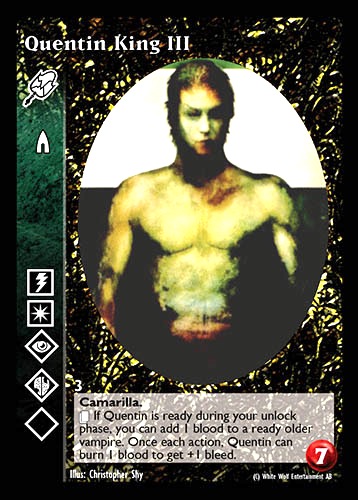 Quentin King III
3
Camarilla.
If Quentin is ready during your unlock
phase, you can add 1 blood to a ready older
vampire. Once each action, Quentin can
burn 1 blood to get +1 bleed.
7
Illus: Christopher Shy
(C) White Wolf Entertainment AB